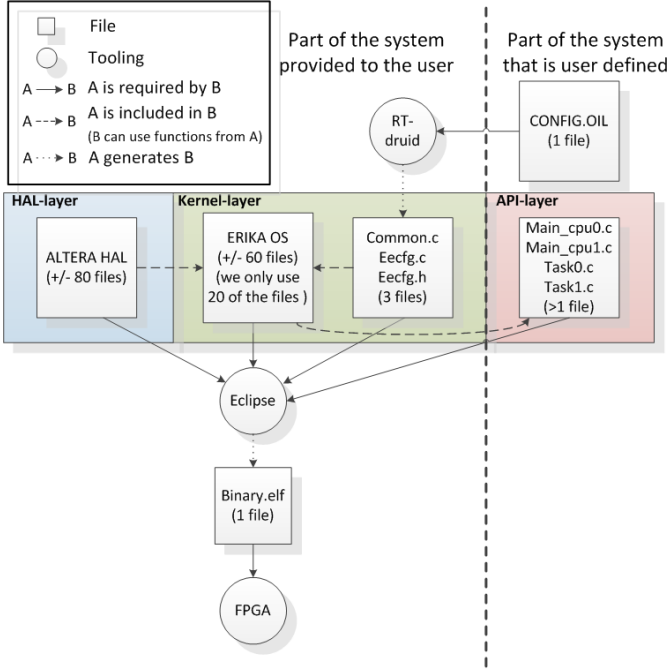 File
Tooling
A B A is required by B
A B A is included in B
(B can use functions from A)
A B A generates B
Part of the system
provided to the user
Part of the system
that is user defined
RT-
druid
CONFIG.OIL
(1 file)
HAL-layer
Kernel-layer
API-layer
ALTERA HAL
(+/- 80 files)
ERIKA OS
(+/- 60 files)
(we only use
20 of the files )
Common.c
Eecfg.c
Eecfg.h
(3 files)
Main_cpu0.c
Main_cpu1.c
Task0.c
Task1.c
(>1 file)
Eclipse
Binary.elf
(1 file)
FPGA